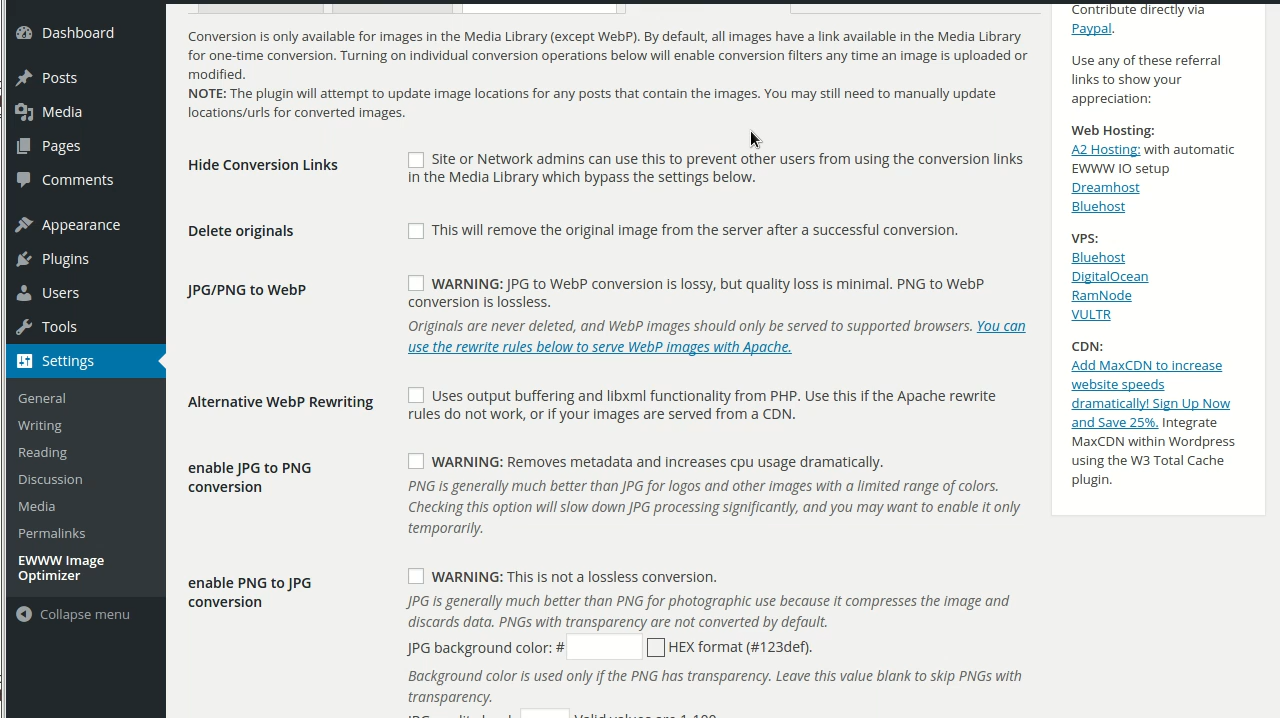 Dashboard
Posts
Media
Pages
Comments
Appearance
Plugins
Users
Tools
Settings
General
Writing
Reading
Discussion
Media
Permalinks
EWWW Image
Optimizer
Collapse menu
Conversion is only available for images in the Media Library (except WebP). By default, all images have a link available in the Media Library
for one-time conversion. Turning on individual conversion operations below will enable conversion filters any time an image is uploaded or
modified.
NOTE: The plugin will attempt to update image locations for any posts that contain the images. You may still need to manually update
locations/urls for converted images.
Hide Conversion Links
Site or Network admins can use this to prevent other users from using the conversion links
in the Media Library which bypass the settings below.
Delete originals
This will remove the original image from the server after a successful conversion.
JPG/PNG to WebP
WARNING: JPG to WebP conversion is lossy, but quality loss is minimal. PNG to WebP
conversion is lossless.
Originals are never deleted, and WebP images should only be served to supported browsers. You can
use the rewrite rules below to serve WebP images with Apache.
Alternative WebP Rewriting
Uses output buffering and libxml functionality from PHP. Use this if the Apache rewrite
rules do not work, or if your images are served from a CDN.
enable JPG to PNG
conversion
WARNING: Removes metadata and increases cpu usage dramatically.
PNG is generally much better than JPG for logos and other images with a limited range of colors.
Checking this option will slow down JPG processing significantly, and you may want to enable it only
temporarily.
enable PNG to JPG
conversion
WARNING: This is not a lossless conversion.
JPG is generally much better than PNG for photographic use because it compresses the image and
discards data. PNGs with transparency are not converted by default.
JPG background color: # HEX format (#123def).
Background color is used only if the PNG has transparency. Leave this value blank to skip PNGs with
transparency.
Valid values are 1-100.
Contribute directly via
Paypal.
Use any of these referral
links to show your
appreciation:
Web Hosting:
A2 Hosting: with automatic
EWWW IO setup
Dreamhost
Bluehost
VPS:
Bluehost
DigitalOcean
RamNode
VULTR
CDN:
Add MaxCDN to increase
website speeds
dramatically! Sign Up Now
and Save 25%. Integrate
MaxCDN within Wordpress
using the W3 Total Cache
plugin.